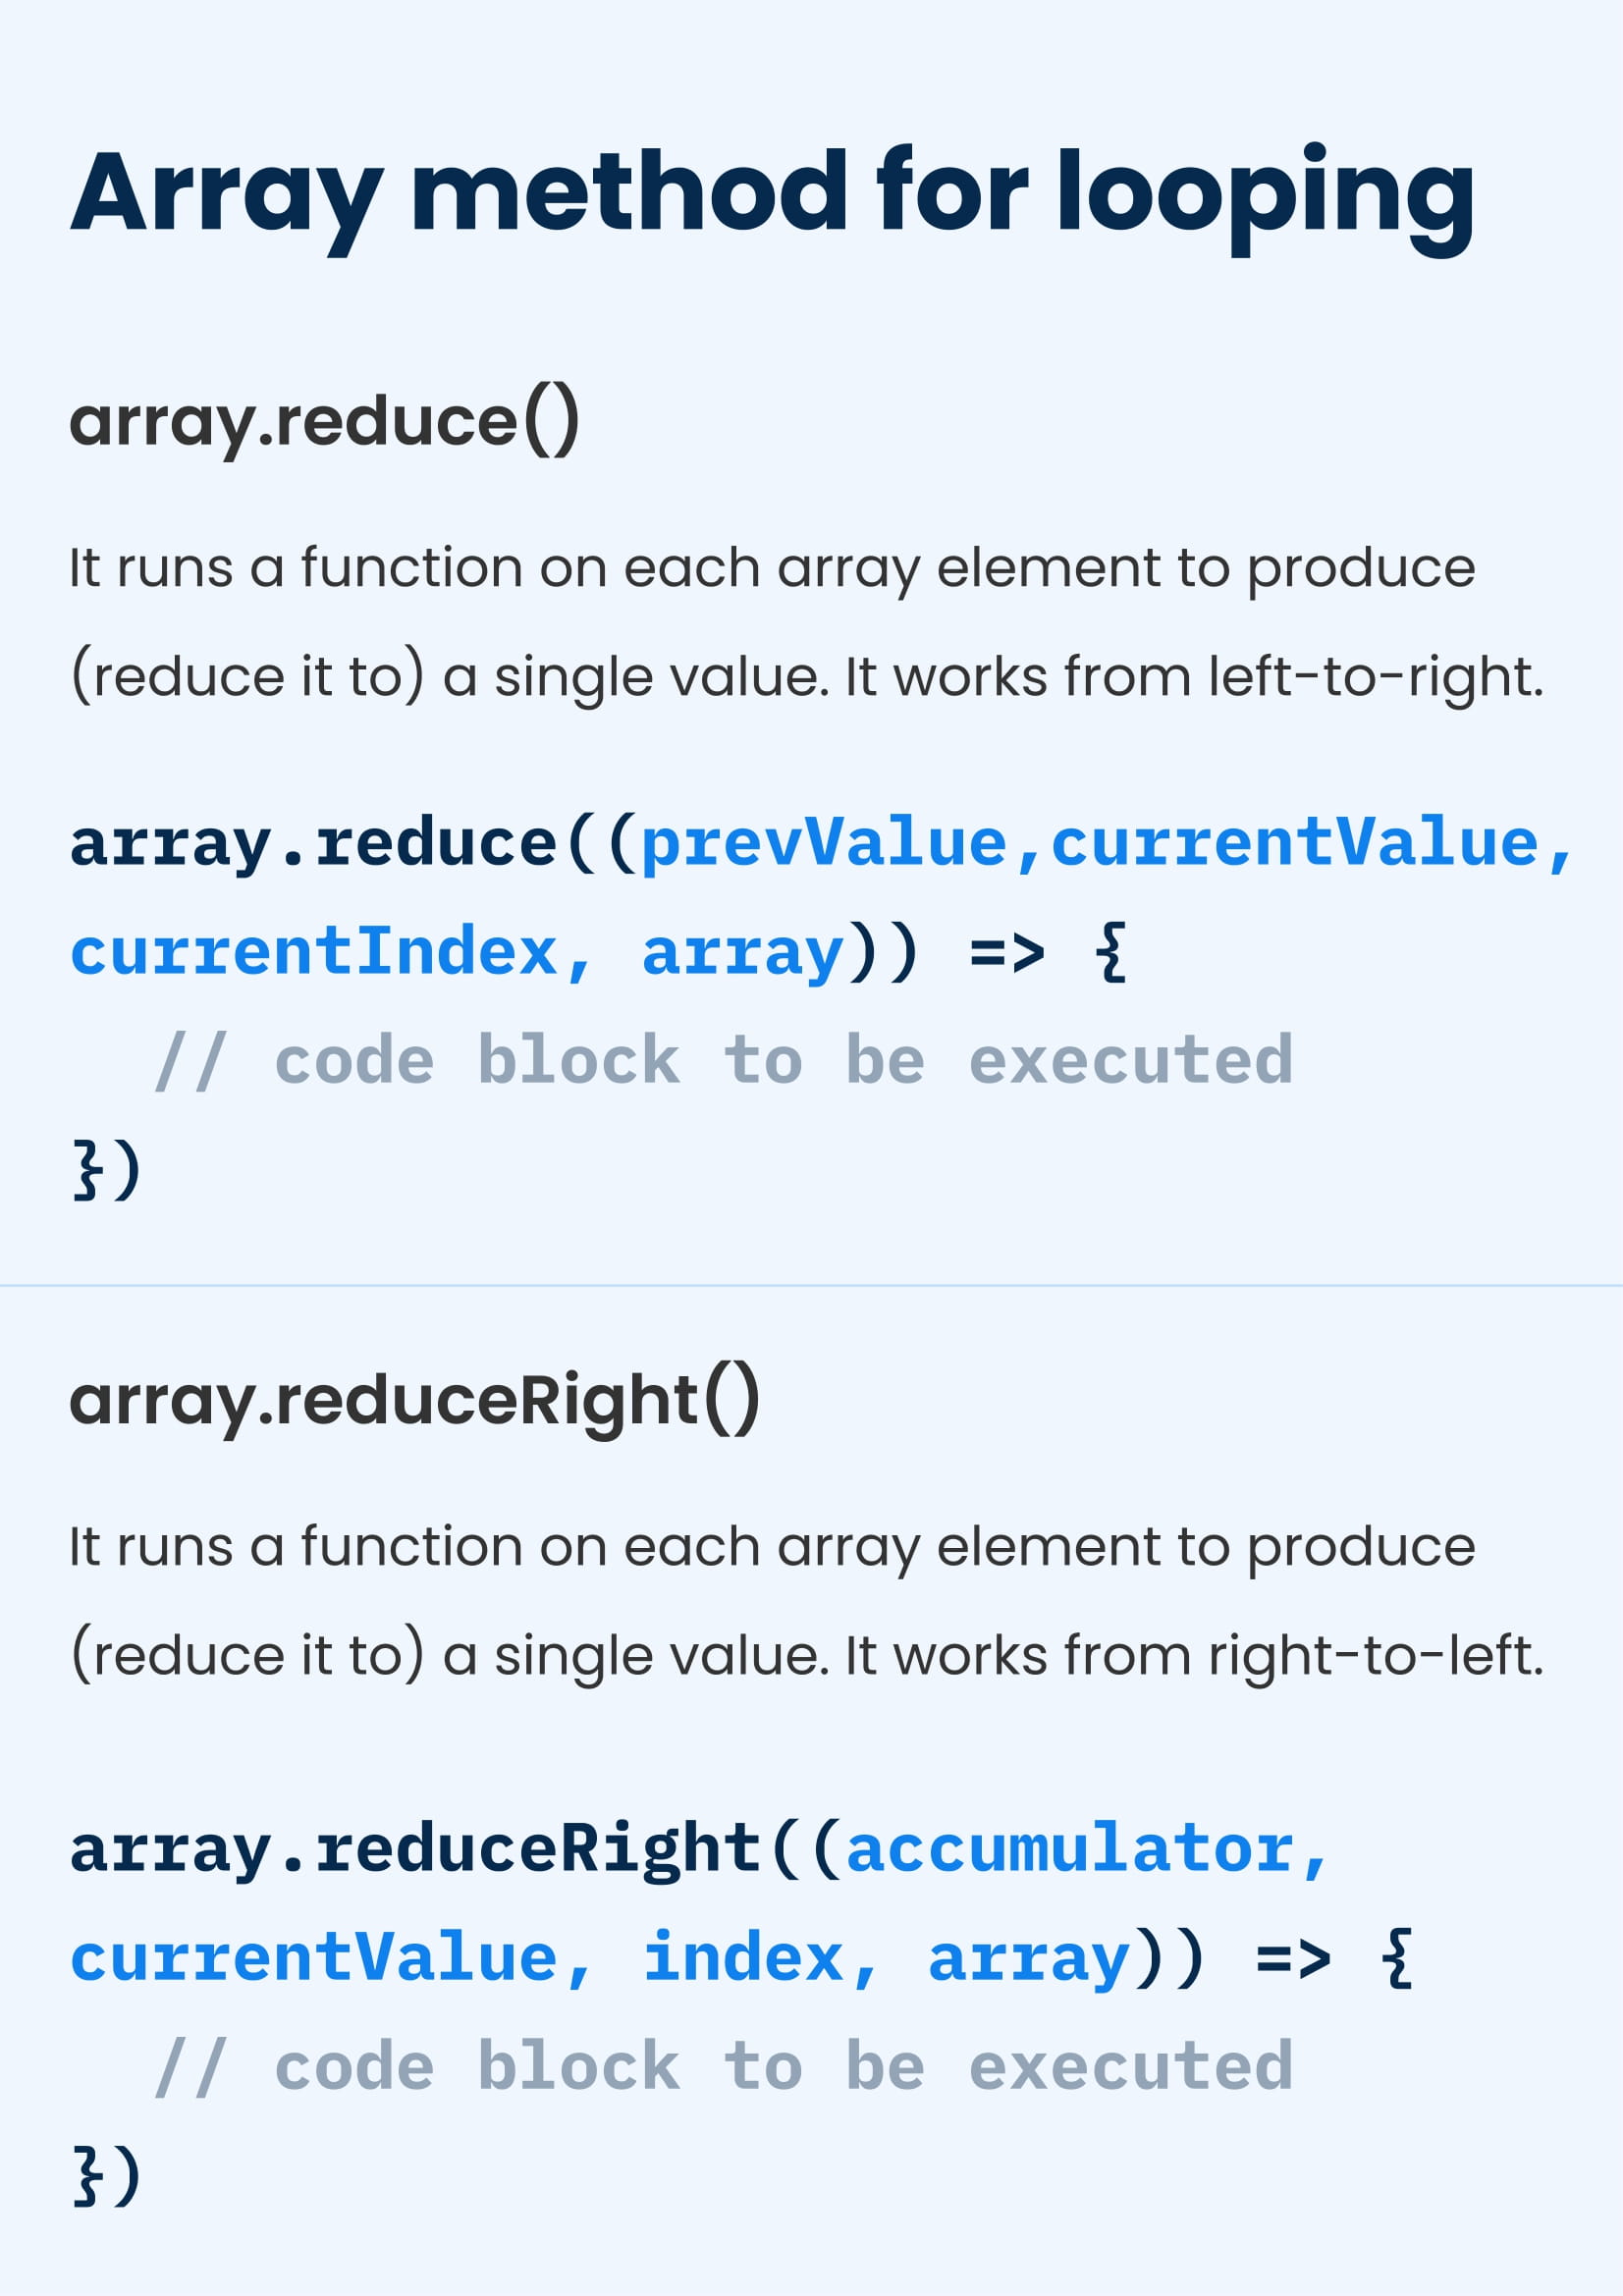 Array method for looping
array.reduce()
It runs a function on each array element to produce
(reduce it to) a single value. It works from left-to-right.
array.reduce((prevValue,currentValue,
currentIndex, array)) => {
// code block to be executed
})
array.reduceRight()
It runs a function on each array element to produce
(reduce it to) a single value. It works from right-to-left.
array.reduceRight((accumulator,
currentValue, index, array)) => {
// code block to be executed
})